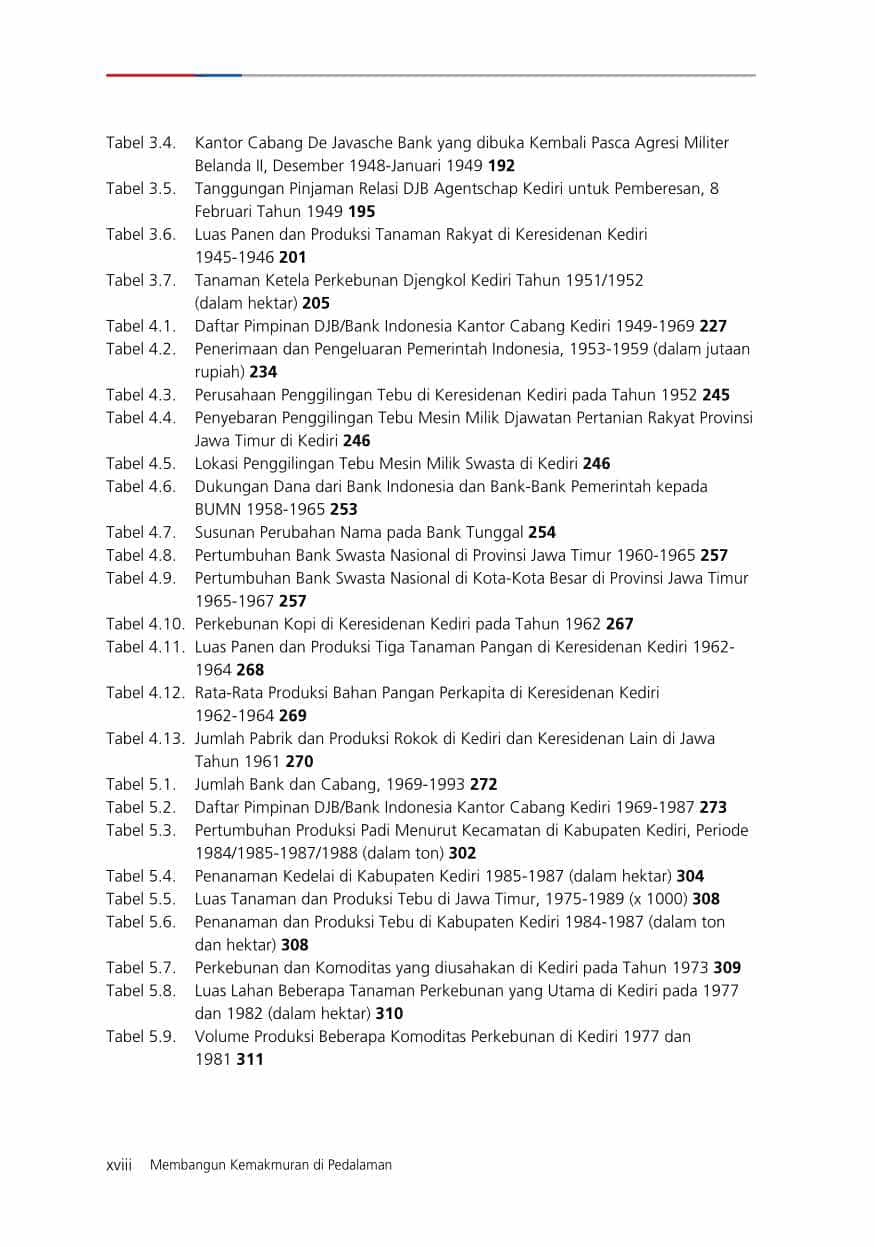 Tabel 3.4. Kantor Cabang De Javasche Bank yang dibuka Kembali Pasca Agresi Militer
Belanda II, Desember 1948-Januari 1949 192
Tabel 3.5. Tanggungan Pinjaman Relasi DJB Agentschap Kediri untuk Pemberesan, 8
Februari Tahun 1949 195
Tabel 3.6. Luas Panen dan Produksi Tanaman Rakyat di Keresidenan Kediri
1945-1946 201
Tabel 3.7. Tanaman Ketela Perkebunan Djengkol Kediri Tahun 1951/1952
(dalam hektar) 205
Tabel 4.1. Daftar Pimpinan DJB/Bank Indonesia Kantor Cabang Kediri 1949-1969 227
Tabel 4.2. Penerimaan dan Pengeluaran Pemerintah Indonesia, 1953-1959 (dalam jutaan
rupiah) 234
Tabel 4.3. Perusahaan Penggilingan Tebu di Keresidenan Kediri pada Tahun 1952 245
Tabel 4.4. Penyebaran Penggilingan Tebu Mesin Milik Djawatan Pertanian Rakyat Provinsi
Jawa Timur di Kediri 246
Tabel 4.5. Lokasi Penggilingan Tebu Mesin Milik Swasta di Kediri 246
Tabel 4.6. Dukungan Dana dari Bank Indonesia dan Bank-Bank Pemerintah kepada
BUMN 1958-1965 253
Tabel 4.7. Susunan Perubahan Nama pada Bank Tunggal 254
Tabel 4.8. Pertumbuhan Bank Swasta Nasional di Provinsi Jawa Timur 1960-1965 257
Tabel 4.9. Pertumbuhan Bank Swasta Nasional di Kota-Kota Besar di Provinsi Jawa Timur
1965-1967 257
Tabel 4.10. Perkebunan Kopi di Keresidenan Kediri pada Tahun 1962 267
Tabel 4.11. Luas Panen dan Produksi Tiga Tanaman Pangan di Keresidenan Kediri 1962-
1964 268
Tabel 4.12. Rata-Rata Produksi Bahan Pangan Perkapita di Keresidenan Kediri
1962-1964 269
Tabel 4.13. Jumlah Pabrik dan Produksi Rokok di Kediri dan Keresidenan Lain di Jawa
Tahun 1961 270
Tabel 5.1. Jumlah Bank dan Cabang, 1969-1993 272
Tabel 5.2. Daftar Pimpinan DJB/Bank Indonesia Kantor Cabang Kediri 1969-1987 273
Tabel 5.3. Pertumbuhan Produksi Padi Menurut Kecamatan di Kabupaten Kediri, Periode
1984/1985-1987/1988 (dalam ton) 302
Tabel 5.4. Penanaman Kedelai di Kabupaten Kediri 1985-1987 (dalam hektar) 304
Tabel 5.5. Luas Tanaman dan Produksi Tebu di Jawa Timur, 1975-1989 (x 1000) 308
Tabel 5.6. Penanaman dan Produksi Tebu di Kabupaten Kediri 1984-1987 (dalam ton
dan hektar) 308
Tabel 5.7. Perkebunan dan Komoditas yang diusahakan di Kediri pada Tahun 1973 309
Tabel 5.8. Luas Lahan Beberapa Tanaman Perkebunan yang Utama di Kediri pada 1977
dan 1982 (dalam hektar) 310
Tabel 5.9. Volume Produksi Beberapa Komoditas Perkebunan di Kediri 1977 dan
1981 311
xviii Membangun Kemakmuran di Pedalaman